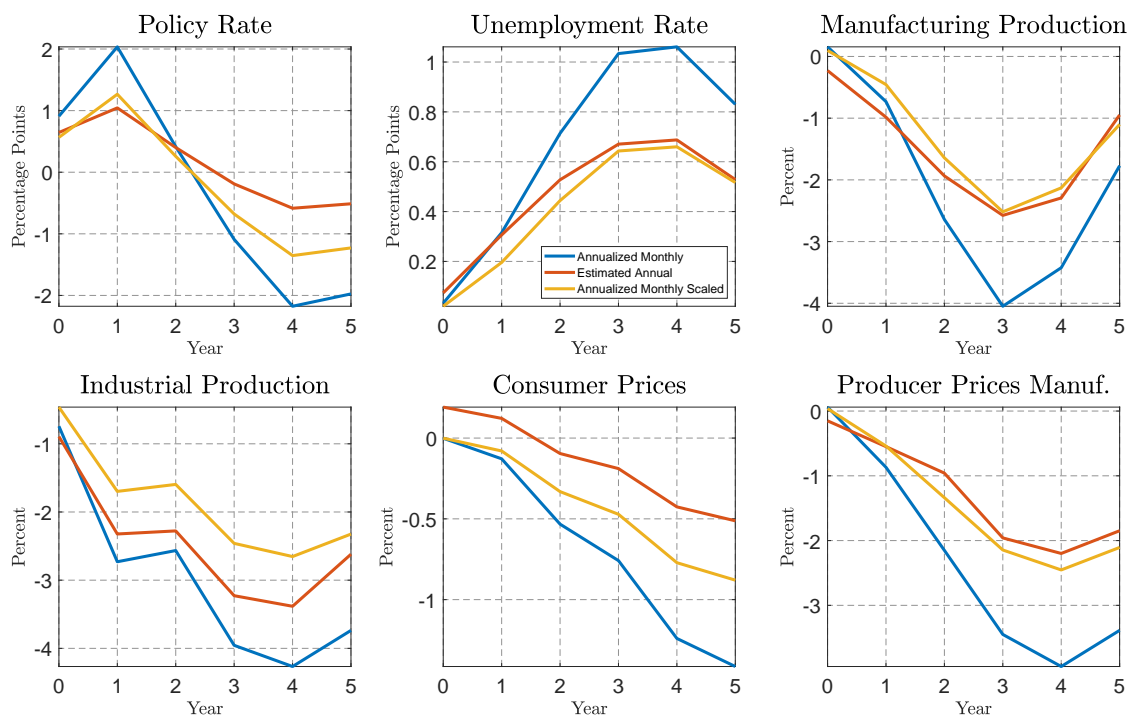 Policy Rate
Unemployment Rate
Manufacturing Production
2
1
0
-1
-2
Percentage Points
0 1 2 3 4 5
Year
1
0.8
0.6
0.4
0.2
Percentage Points
Annualized Monthly
Estimated Annual
Annualized Monthly Scaled
0 1 2 3 4 5
Year
0
-1
-2
-3
-4
Percent
0 1 2 3 4 5
Year
Industrial Production
Consumer Prices
Producer Prices Manuf.
-1
-2
-3
-4
Percent
0 1 2 3 4 5
Year
0
-0.5
-1
Percent
0 1 2 3 4 5
Year
0
-1
-2
-3
Percent
0 1 2 3 4 5
Year